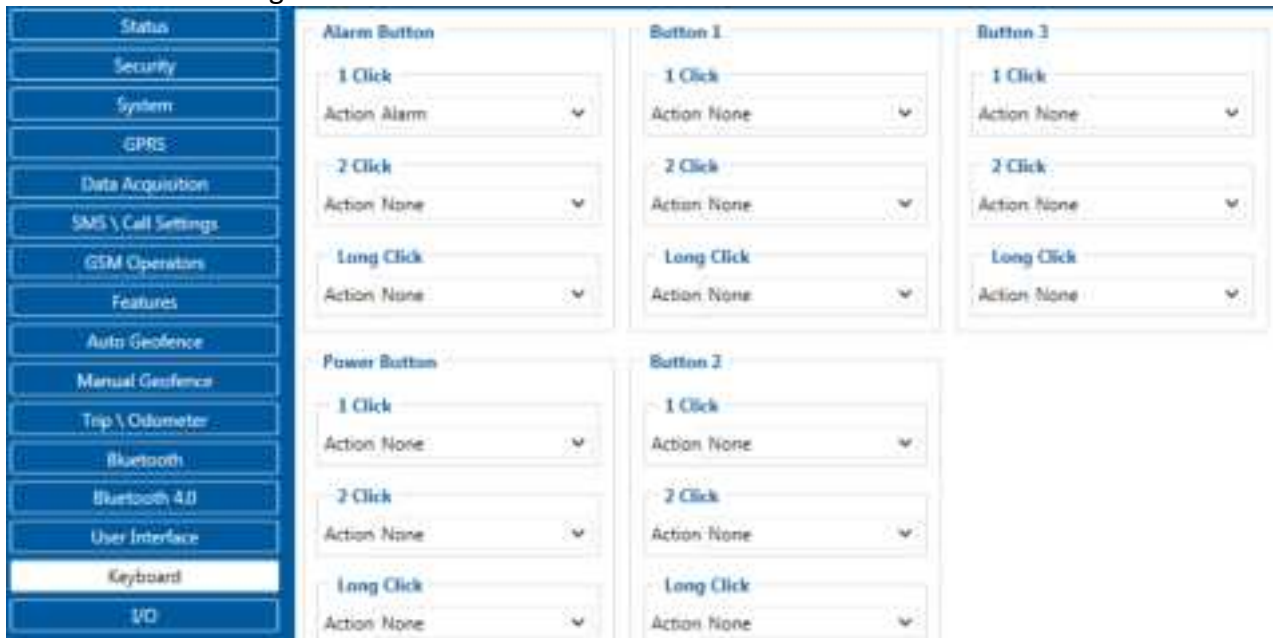 Status
Security
System
GPRS
Data Acquisition
SMS \ Call Settings
GSM Operators
Features
Auto Geofence
Manual Geofence
Trip \ Odometer
Bluetooth
Bluetooth 4.0
User Interface
Keyboard
I/O
Alarm Button
1 Click
Action Alarm
2 Click
Action None
Long Click
Action None
Button 1
1 Click
Action None
2 Click
Action None
Long Click
Action None
Button 3
1 Click
Action None
2 Click
Action None
Long Click
Action None
Power Button
1 Click
Action None
2 Click
Action None
Long Click
Action None
Button 2
1 Click
Action None
2 Click
Action None
Long Click
Action None